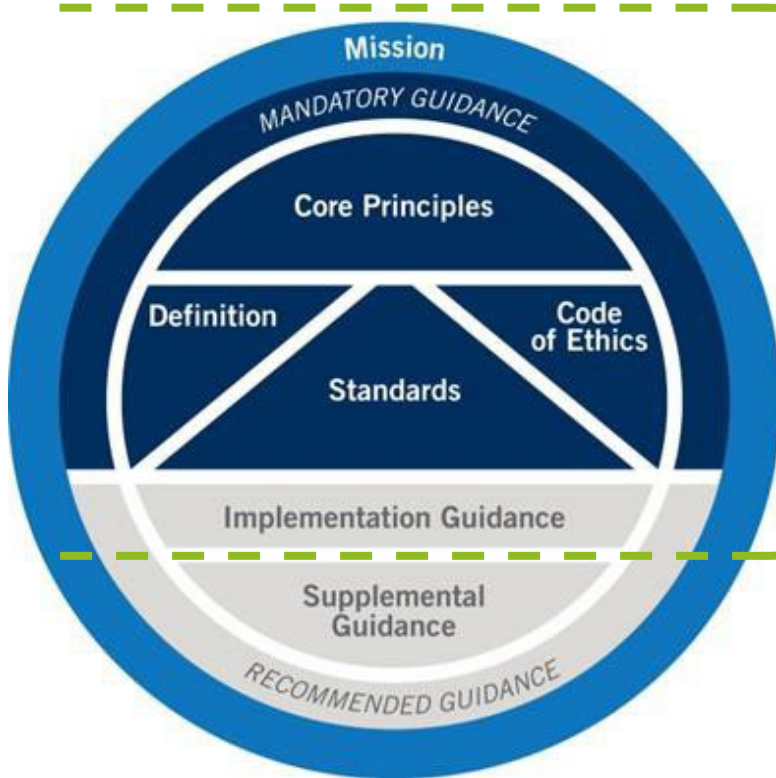 Mission
MANDATORY GUIDANCE
Core Principles
Definition
Code
of Ethics
Standards
Implementation Guidance
Supplemental
Guidance
RECOMMENDED GUIDANCE